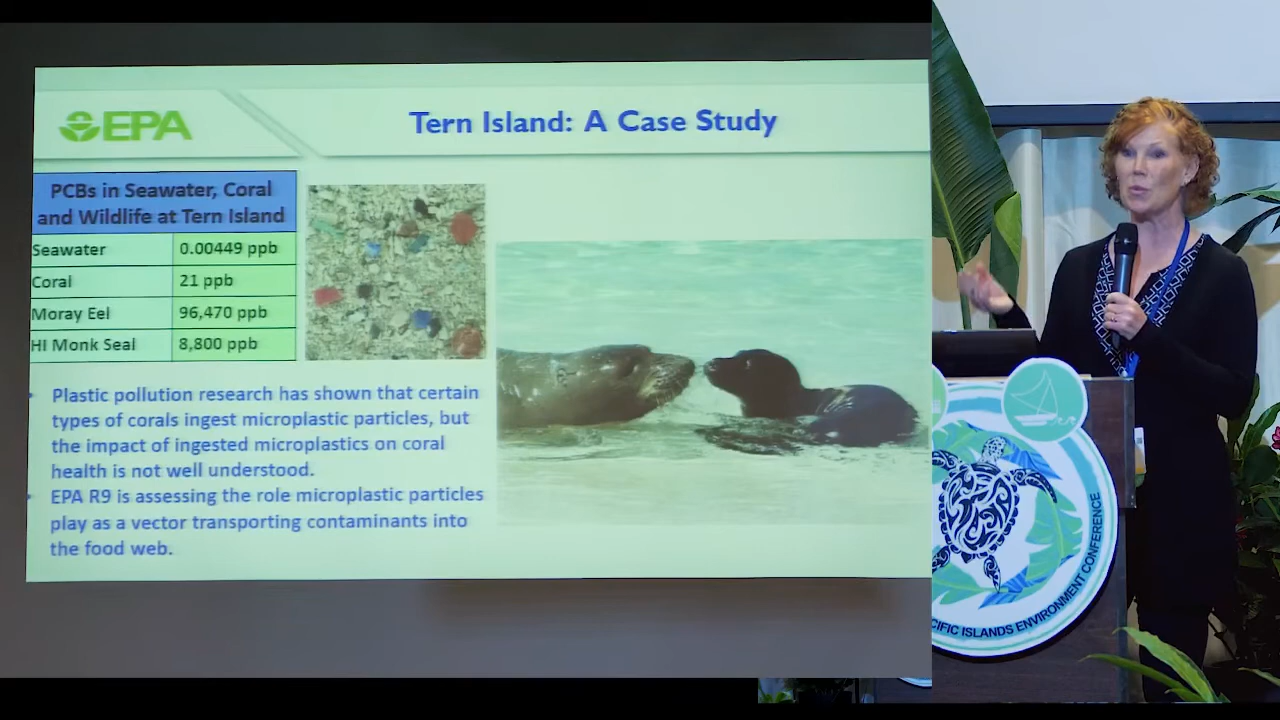 EPA
Tern Island: A Case Study
PCBs in Seawater, Coral
and Wildlife at Tern Island
Seawater 0.00449 ppb
Coral 21 ppb
Moray Eel 96,470 ppb
HI Monk Seal 8,800 ppb
Plastic pollution research has shown that certain
types of corals ingest microplastic particles, but
the impact of ingested microplastics on coral
health is not well understood.
EPA R9 is assessing the role microplastic particles
play as a vector transporting contaminants into
the food web.
CIFIC ISLANDS ENVIRONMENT CONFERENCE